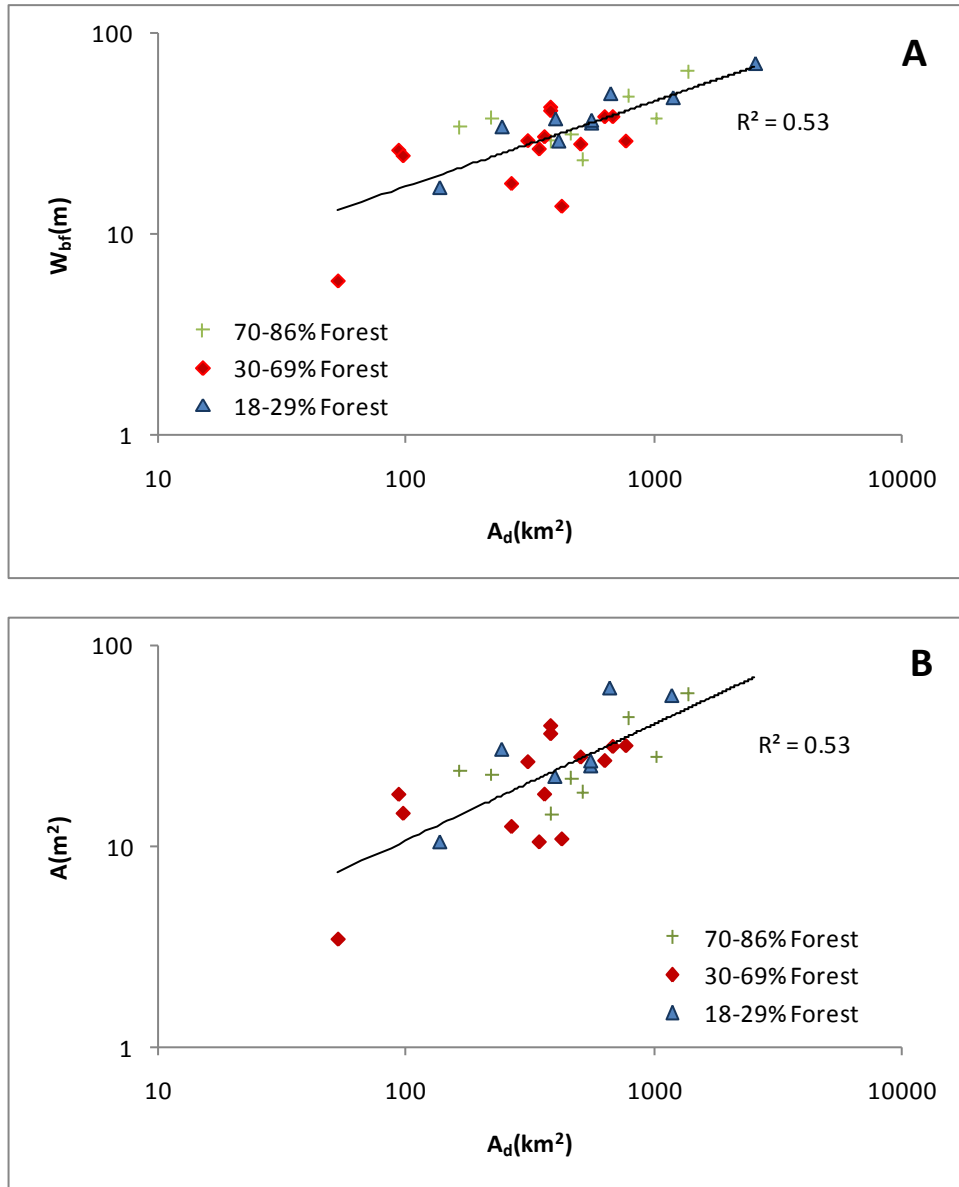 100
A
R² = 0.53
W_bf(m)
10
70-86% Forest
30-69% Forest
18-29% Forest
1
10 100 1000 10000
A_d(km²)
100
B
R² = 0.53
A(m²)
10
70-86% Forest
30-69% Forest
18-29% Forest
1
10 100 1000 10000
A_d(km²)